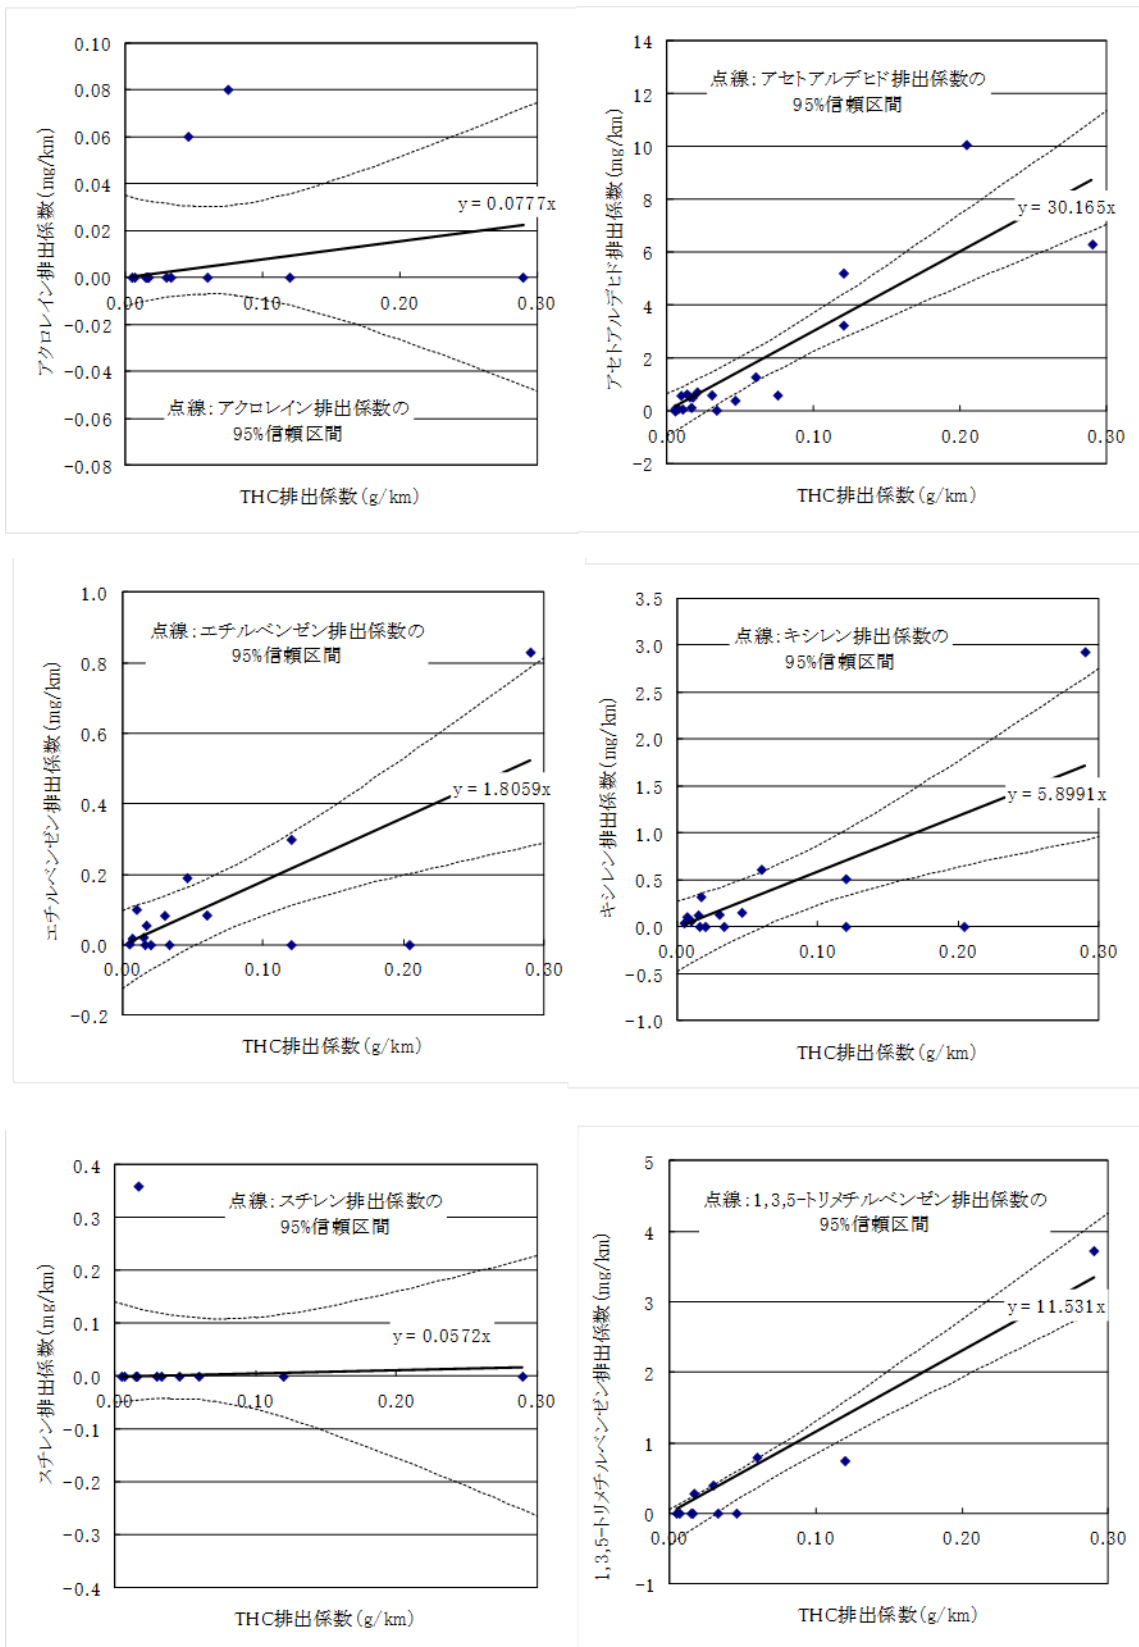 0.10
0.08
0.06
0.04
0.02
0.00
-0.02
-0.04
-0.06
-0.08
アクロレイン排出係数(mg/km)
y = 0.0777x
0.00
0.10
0.20
0.30
点線:アクロレイン排出係数の
95%信頼区間
THC排出係数(g/km)
14
12
10
8
6
4
2
0
-2
アセトアルデヒド排出係数(mg/km)
点線:アセトアルデヒド排出係数の
95%信頼区間
y = 30.165x
0.00
0.10
0.20
0.30
THC排出係数(g/km)
1.0
0.8
0.6
0.4
0.2
0.0
-0.2
エチルベンゼン排出係数(mg/km)
点線:エチルベンゼン排出係数の
95%信頼区間
y = 1.8059x
0.00
0.10
0.20
0.30
THC排出係数(g/km)
3.5
3.0
2.5
2.0
1.5
1.0
0.5
0.0
-0.5
-1.0
キシレン排出係数(mg/km)
点線:キシレン排出係数の
95%信頼区間
y = 5.8991x
0.00
0.10
0.20
0.30
THC排出係数(g/km)
0.4
0.3
0.2
0.1
0.0
-0.1
-0.2
-0.3
-0.4
スチレン排出係数(mg/km)
点線:スチレン排出係数の
95%信頼区間
y = 0.0572x
0.00
0.10
0.20
0.30
THC排出係数(g/km)
5
4
3
2
1
0
-1
1,3,5-トリメチルベンゼン排出係数(mg/km)
点線:1,3,5-トリメチルベンゼン排出係数の
95%信頼区間
y = 11.531x
0.00
0.10
0.20
0.30
THC排出係数(g/km)